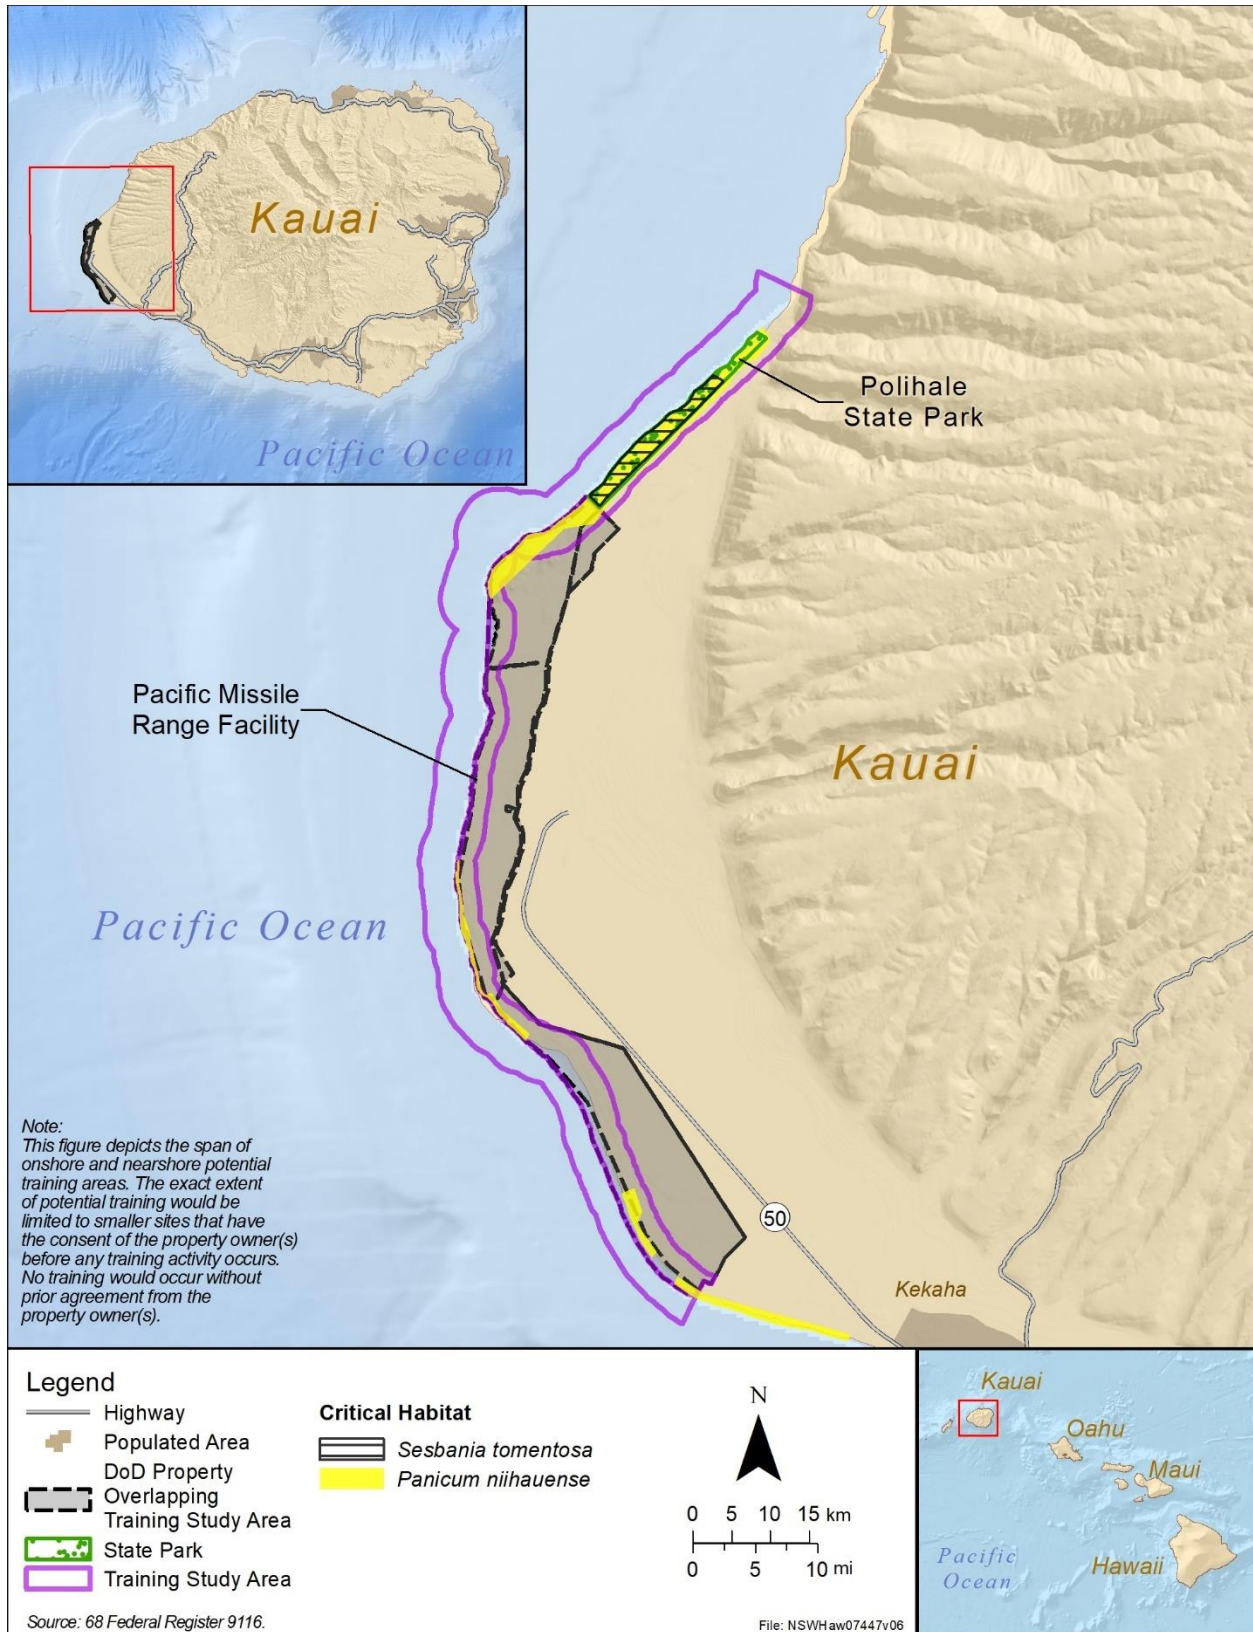 Kauai
Pacific Ocean
Polihale
State Park
Pacific Missile
Range Facility
Kauai
Pacific Ocean
Note:
This figure depicts the span of
onshore and nearshore potential
training areas. The exact extent
of potential training would be
limited to smaller sites that have
the consent of the property owner(s)
before any training activity occurs.
No training would occur without
prior agreement from the
property owner(s).
50
Kekaha
Legend
Highway
Populated Area
DoD Property
Overlapping
Training Study Area
State Park
Training Study Area
Source: 68 Federal Register 9116.
Critical Habitat
Sesbania tomentosa
Panicum niihauense
N
0 5 10 15 km
0 5 10 mi
File: NSWHaw07447v06
Kauai
Oahu
Maui
Hawaii
Pacific
Ocean